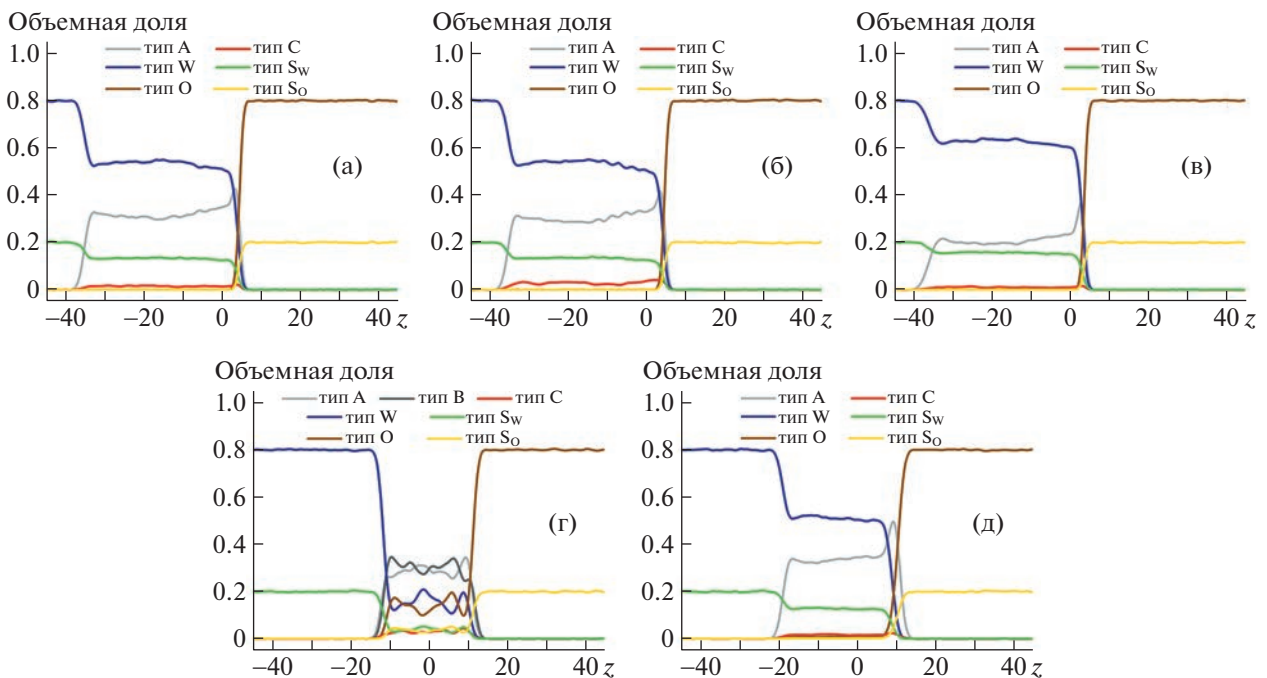 Объемная доля Объемная доля Объемная доля
тип A тип C тип A тип C тип A тип C
1.0 1.0 1.0
тип W тип S_W тип W тип S_W тип W тип S_W
тип O тип S_O тип O тип S_O тип O тип S_O
0.8 0.8 0.8
0.6 0.6 0.6
(а) (б) (в)
0.4 0.4 0.4
0.2 0.2 0.2
0 0 0
−40 −20 0 20 40 z −40 −20 0 20 40 z −40 −20 0 20 40 z
Объемная доля Объемная доля
тип A тип B тип C тип A тип C
1.0 1.0
тип W тип S_W тип W тип S_W
тип O тип S_O тип O тип S_O
0.8 0.8
0.6 0.6
(г) (д)
0.4 0.4
0.2 0.2
0 0
−40 −20 0 20 40 z −40 −20 0 20 40 z